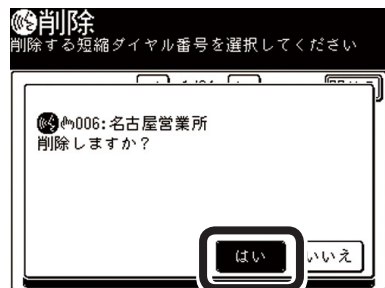 削除
削除する短縮ダイヤル番号を選択してください
006:名古屋営業所
削除しますか？
はい
いいえ